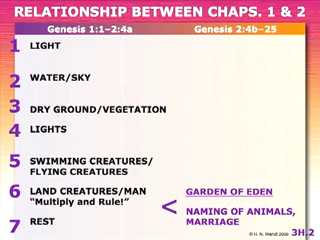 RELATIONSHIP BETWEEN CHAPS. 1 & 2
Genesis 1:1–2:4a Genesis 2:4b–25
1 LIGHT
2 WATER/SKY
3 DRY GROUND/VEGETATION
4 LIGHTS
5 SWIMMING CREATURES/
FLYING CREATURES
6 LAND CREATURES/MAN
“Multiply and Rule!”
< GARDEN OF EDEN
NAMING OF ANIMALS,
MARRIAGE
7 REST
© H. N. Wendl 2006 3H.2